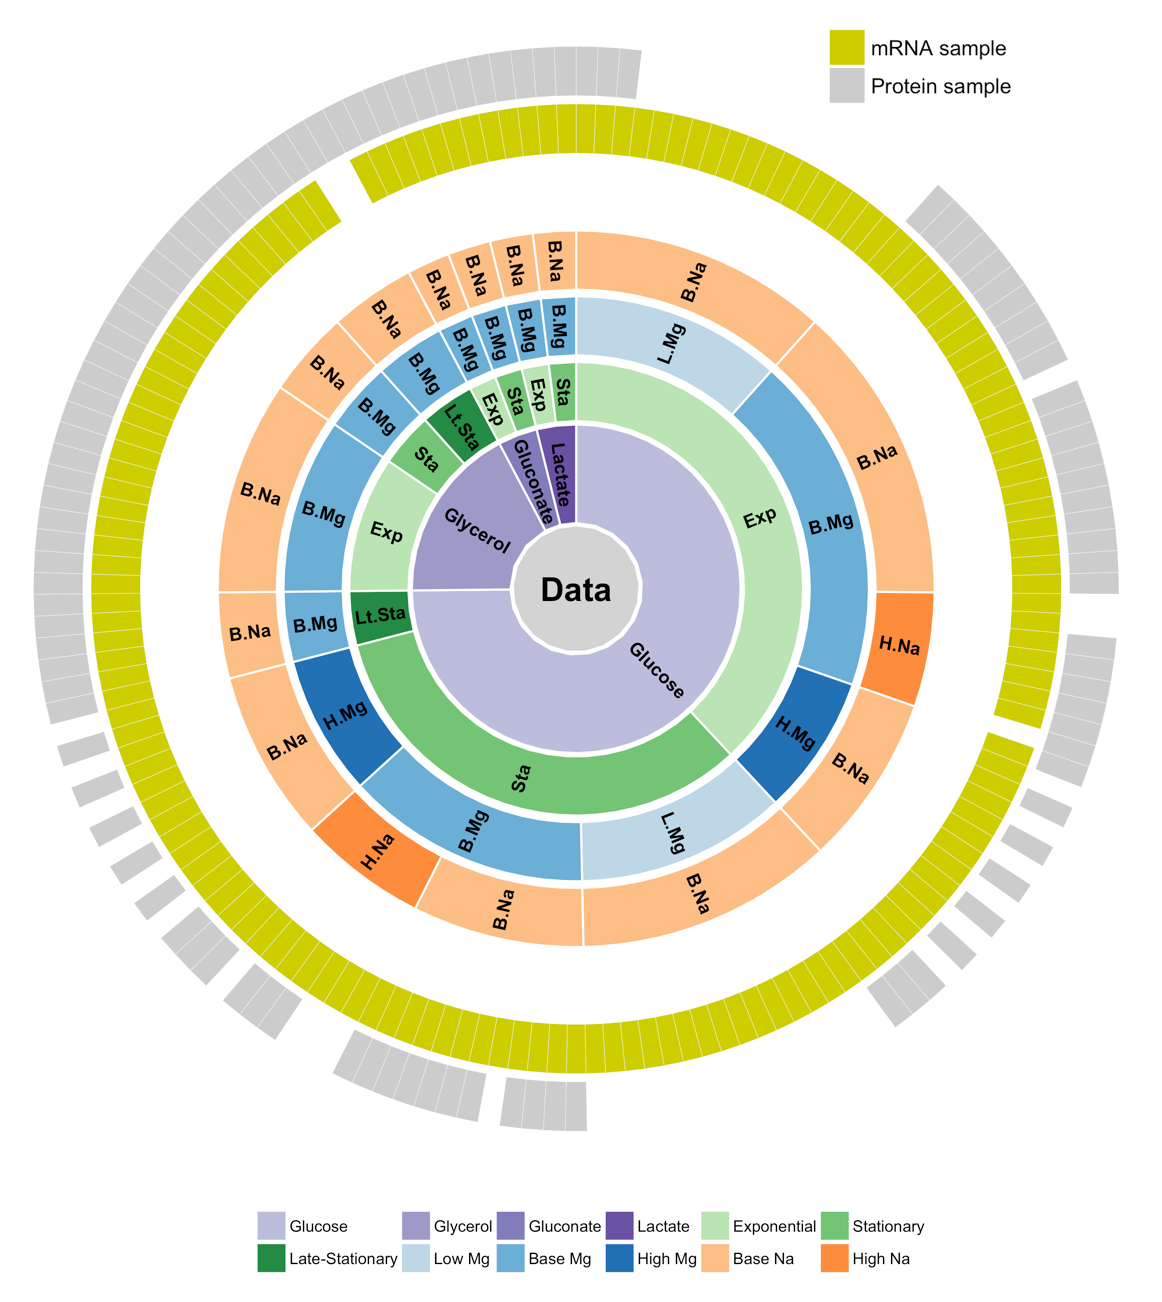 mRNA sample
Protein sample
B.Na
B.Na
B.Na
B.Na
B.Na
B.Na
B.Na
B.Na
B.Na
B.Na
H.Na
B.Na
B.Na
B.Na
H.Na
B.Na
B.Na
B.Mg
B.Mg
B.Mg
B.Mg
B.Mg
B.Mg
B.Mg
B.Mg
L.Mg
B.Mg
H.Mg
H.Mg
B.Mg
L.Mg
Exp
Sta
Exp
Sta
Lt.Sta
Sta
Exp
Exp
Lt.Sta
Sta
Lactate
Gluconate
Glycerol
Glucose
Data
Glucose Glycerol Gluconate Lactate Exponential Stationary
Late-Stationary Low Mg Base Mg High Mg Base Na High Na